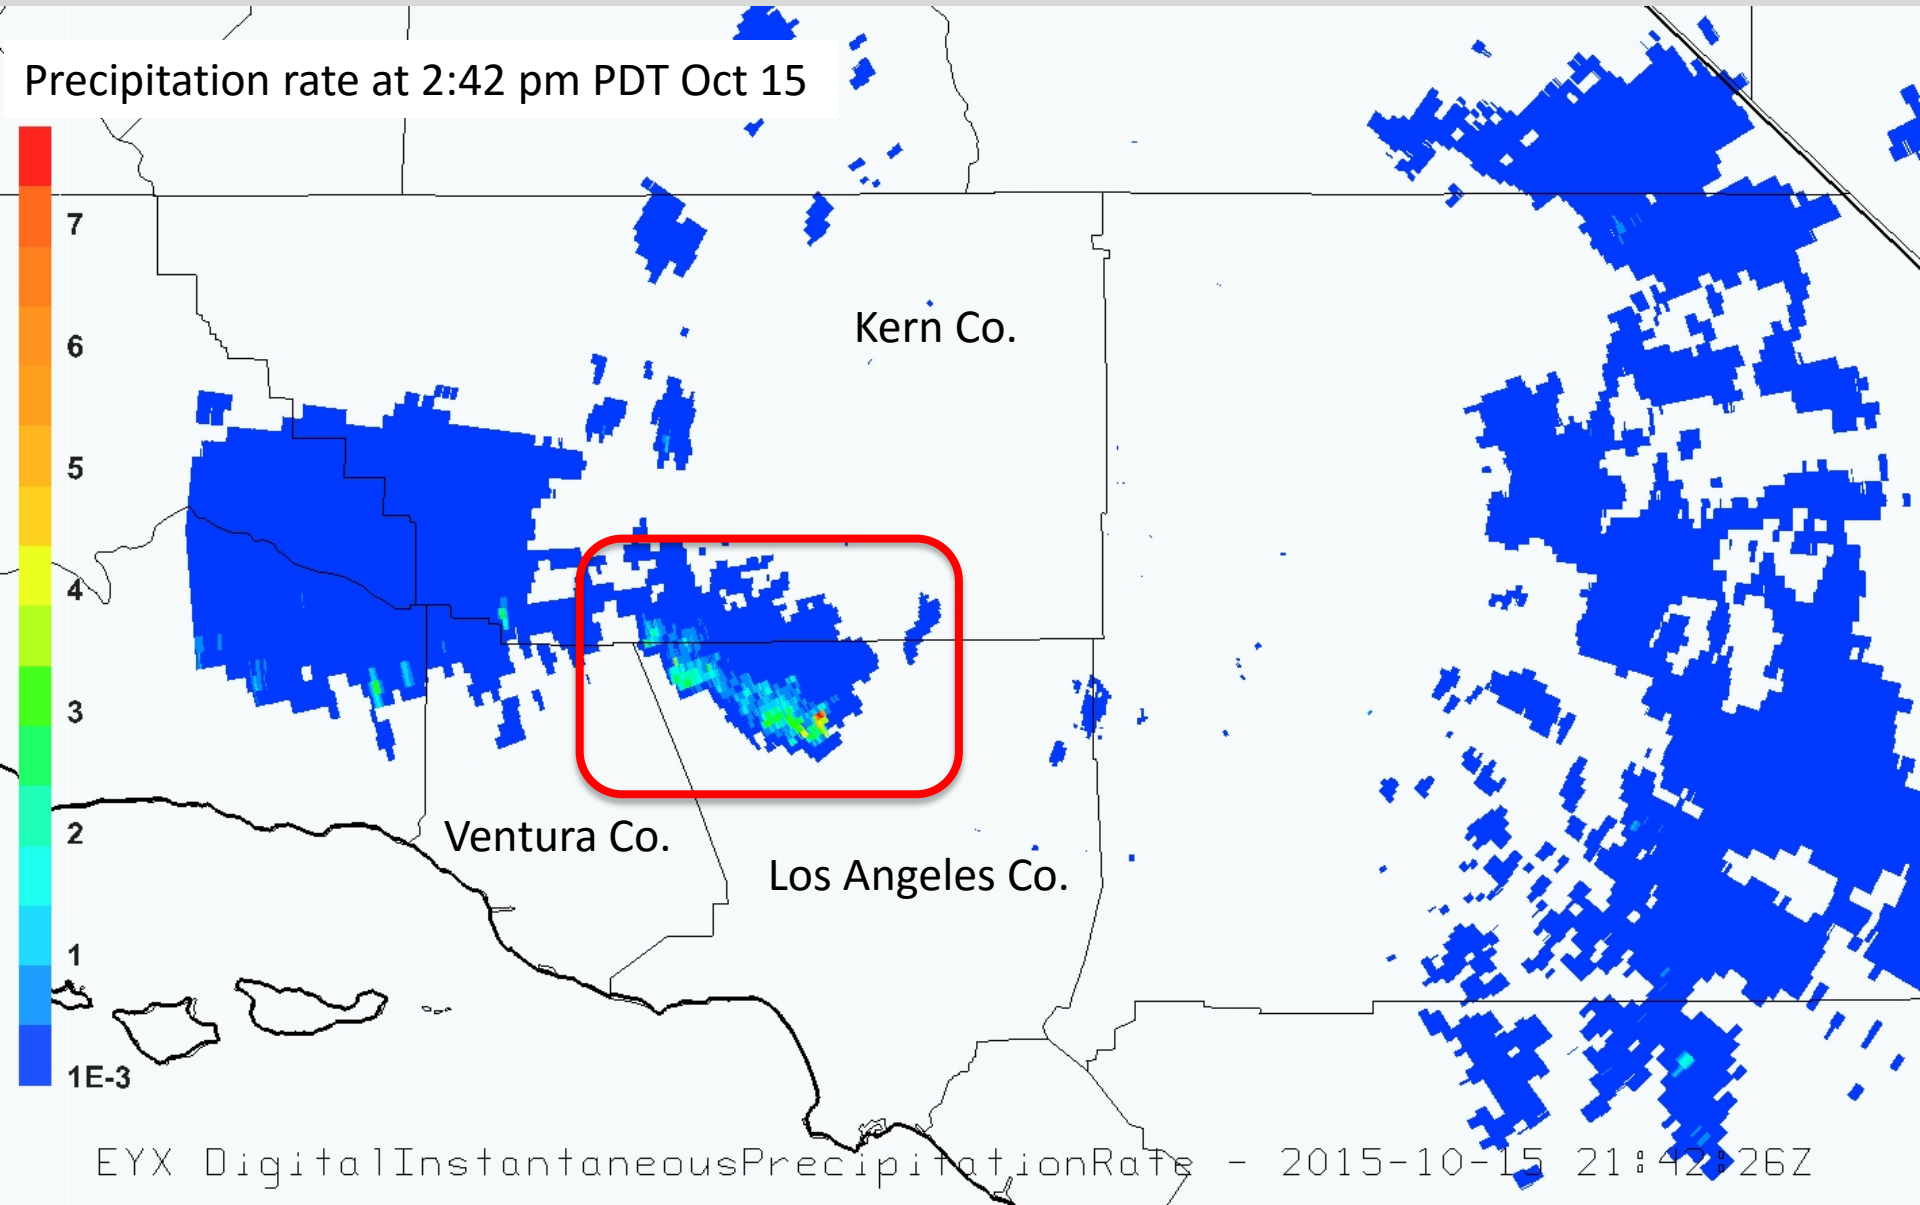 Precipitation rate at 2:42 pm PDT Oct 15
7
6
5
4
3
2
1
1E-3
Kern Co.
Ventura Co.
Los Angeles Co.
EYX DigitalInstantaneousPrecipitationRate - 2015-10-15 21:42:26Z